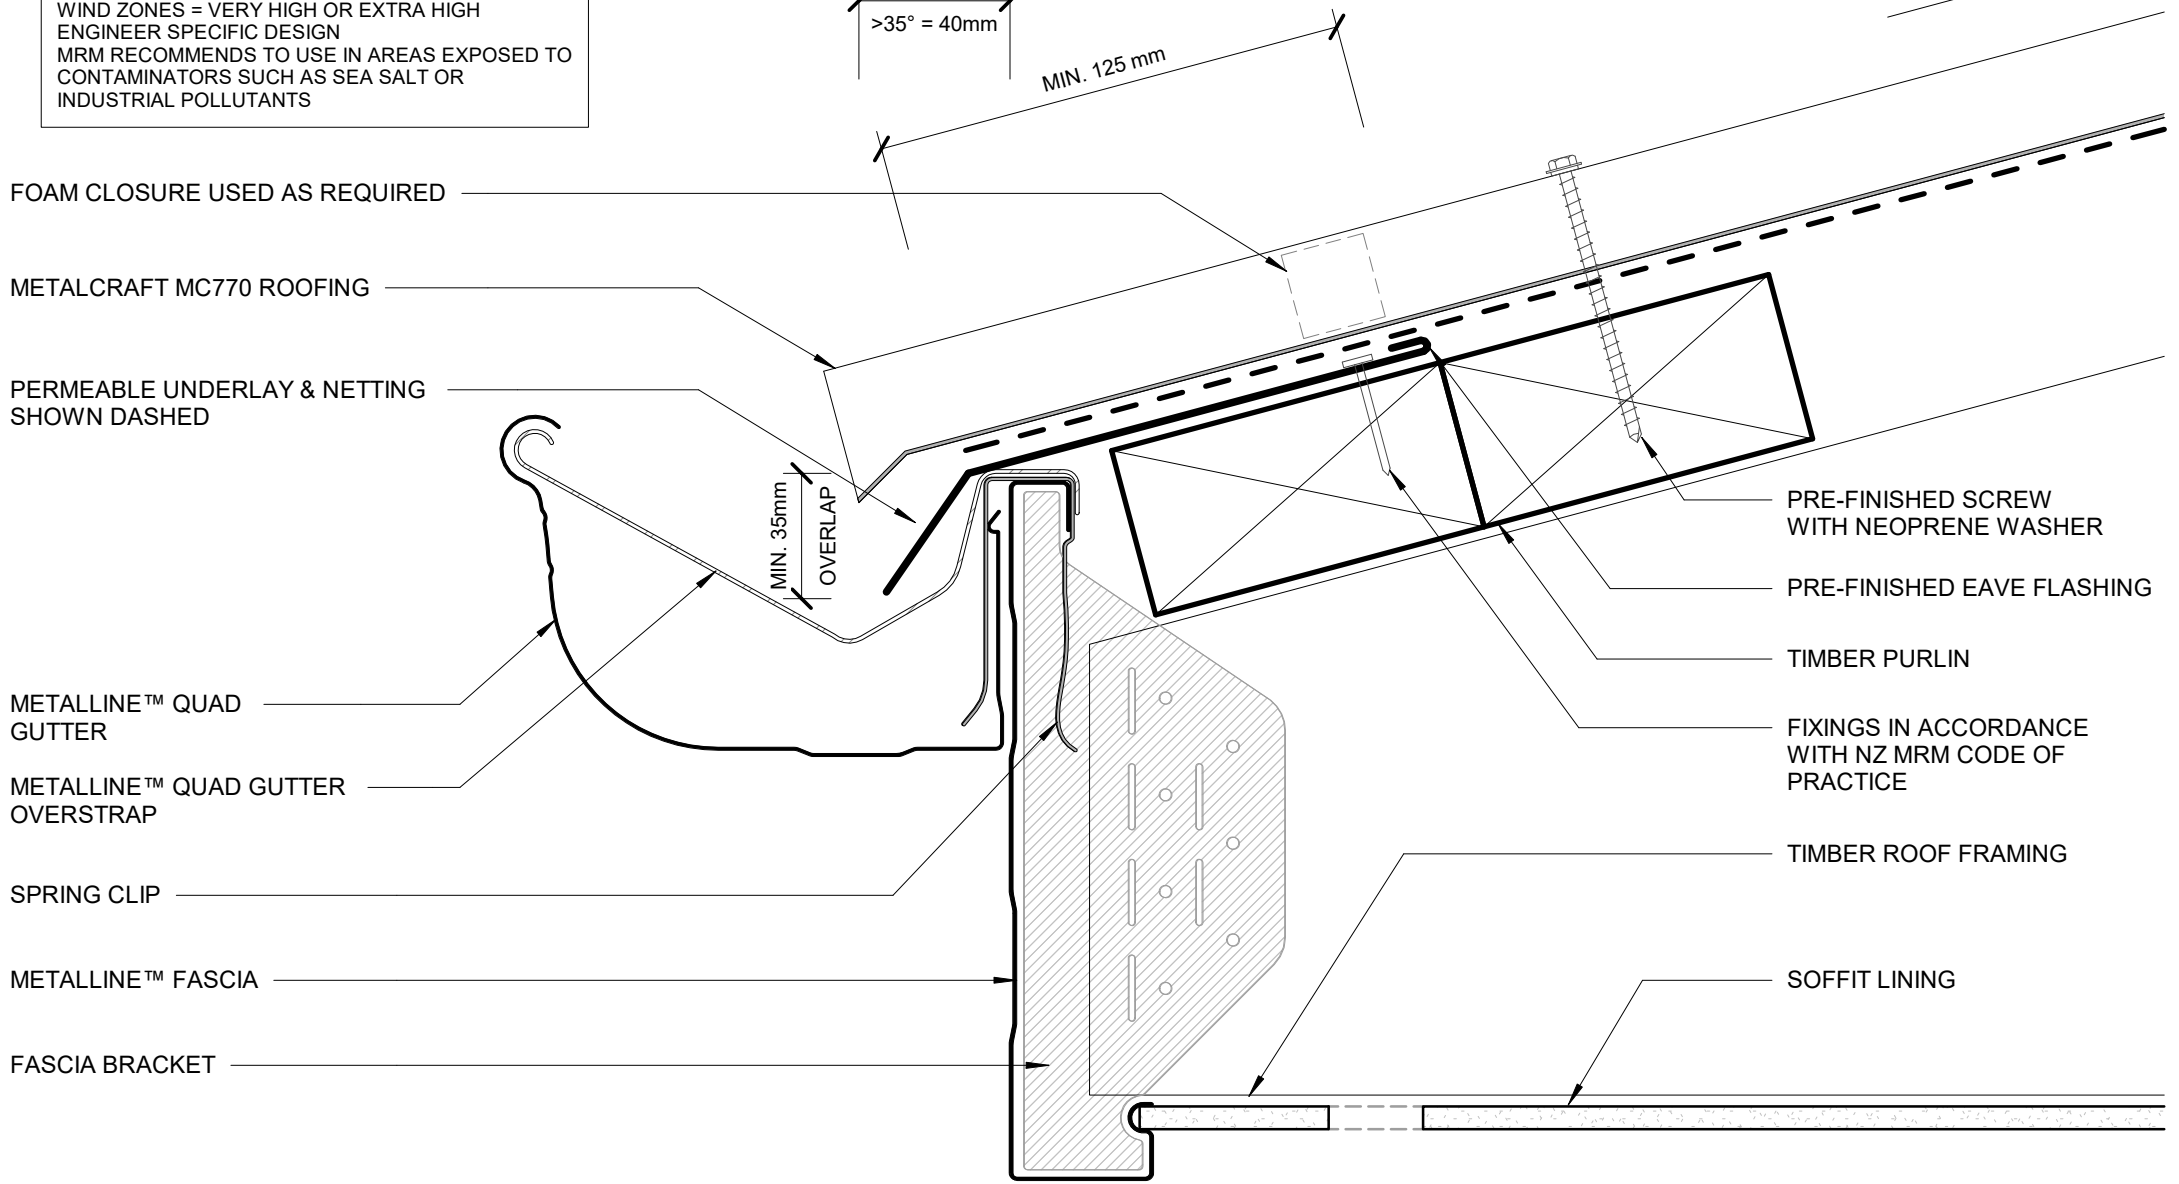 WIND ZONES = VERY HIGH OR EXTRA HIGH
ENGINEER SPECIFIC DESIGN
MRM RECOMMENDS TO USE IN AREAS EXPOSED TO
CONTAMINATORS SUCH AS SEA SALT OR
INDUSTRIAL POLLUTANTS
>35° = 40mm
MIN. 125 mm
FOAM CLOSURE USED AS REQUIRED
METALCRAFT MC770 ROOFING
PERMEABLE UNDERLAY & NETTING
SHOWN DASHED
MIN. 35mm
OVERLAP
METALLINE™ QUAD
GUTTER
METALLINE™ QUAD GUTTER
OVERSTRAP
SPRING CLIP
METALLINE™ FASCIA
FASCIA BRACKET
PRE-FINISHED SCREW
WITH NEOPRENE WASHER
PRE-FINISHED EAVE FLASHING
TIMBER PURLIN
FIXINGS IN ACCORDANCE
WITH NZ MRM CODE OF
PRACTICE
TIMBER ROOF FRAMING
SOFFIT LINING